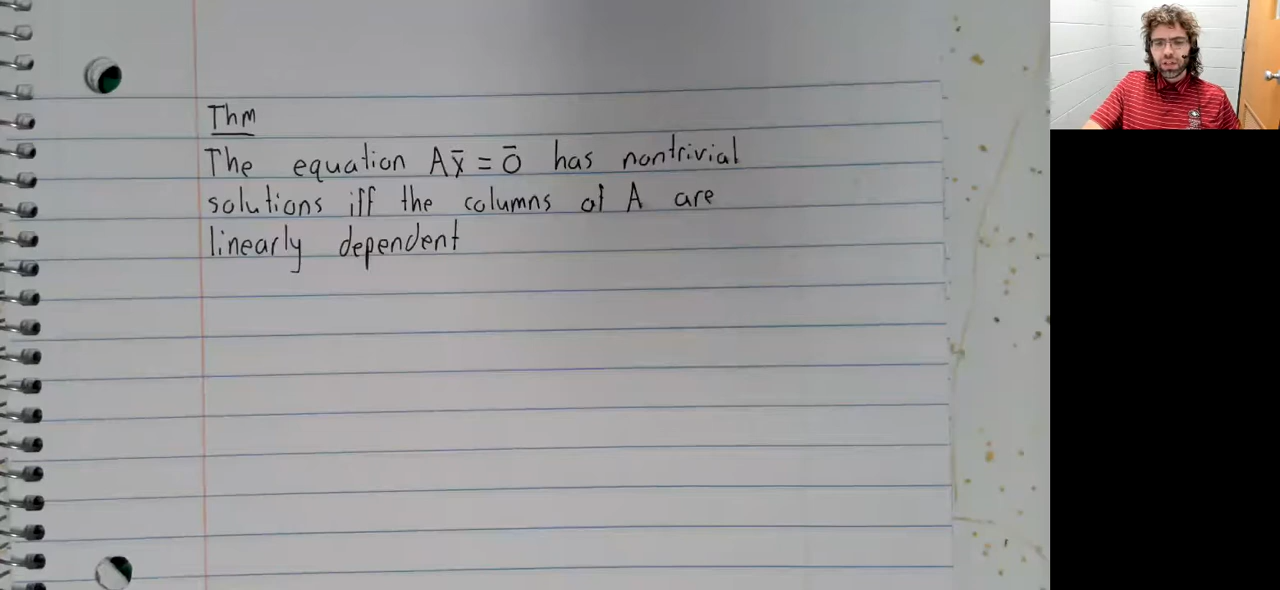 Thm
The equation Ax̄ = 0̄ has nontrivial
solutions iff the columns of A are
linearly dependent